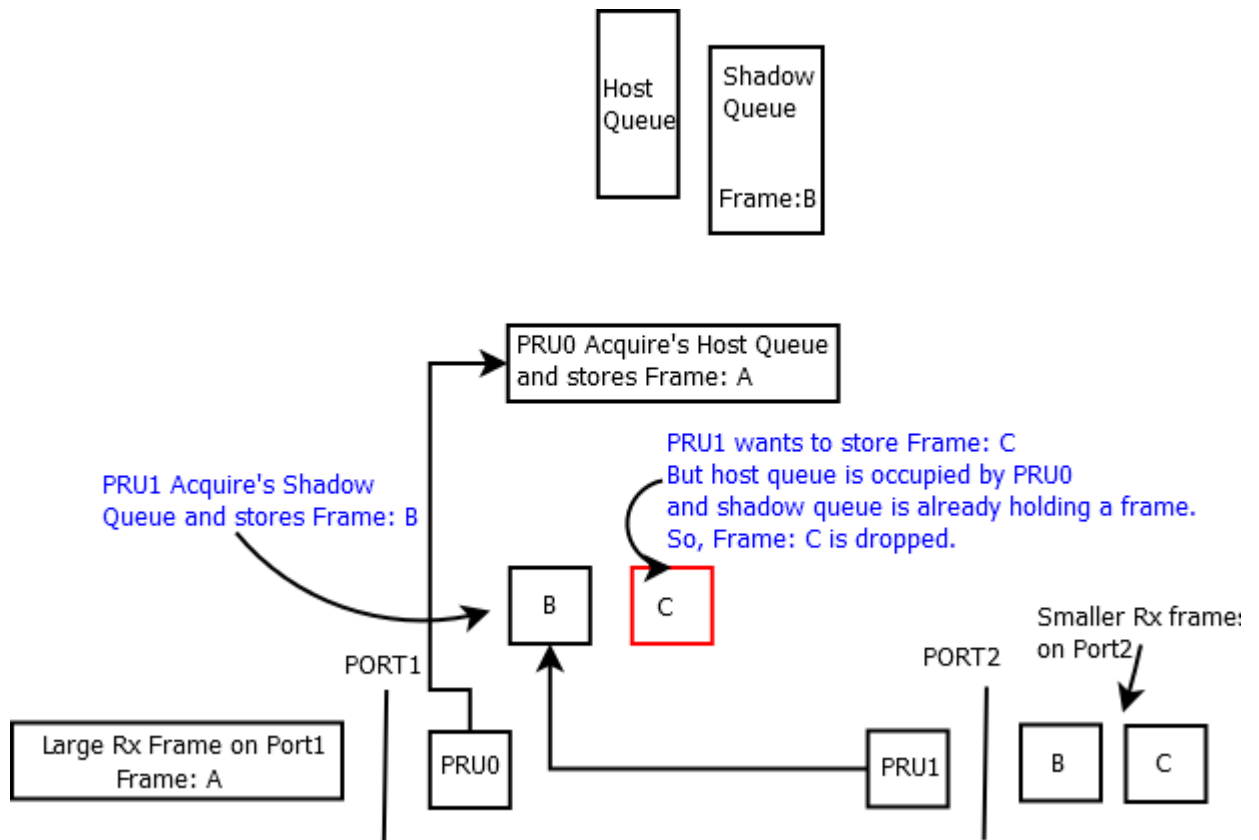 Host
Queue
Shadow
Queue
Frame:B
PRU0 Acquire's Host Queue
and stores Frame: A
PRU1 wants to store Frame: C
But host queue is occupied by PRU0
and shadow queue is already holding a frame.
So, Frame: C is dropped.
PRU1 Acquire's Shadow
Queue and stores Frame: B
B
C
Smaller Rx frames
on Port2
PORT1
PORT2
Large Rx Frame on Port1
Frame: A
PRU0
PRU1
B
C